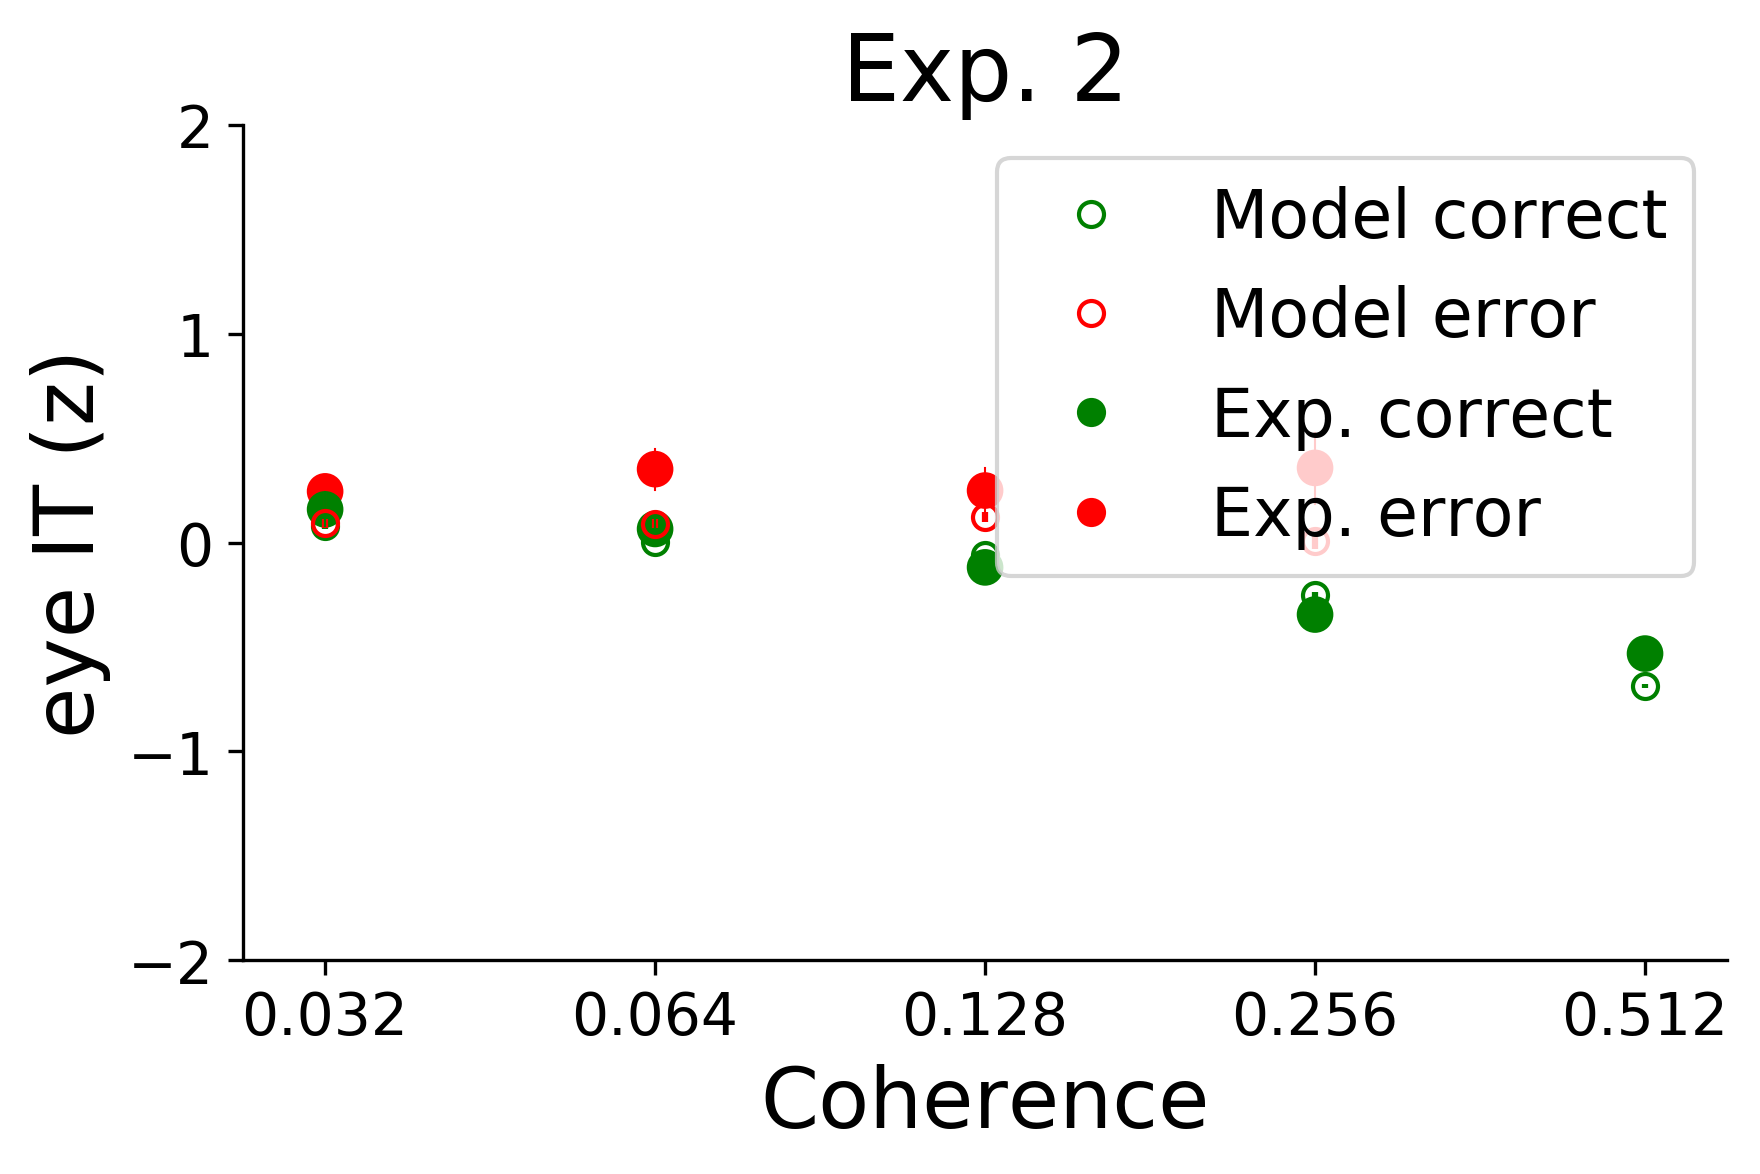 Exp. 2
2
1
0
−1
−2
eye IT (z)
Model correct
Model error
Exp. correct
Exp. error
0.032 0.064 0.128 0.256 0.512
Coherence